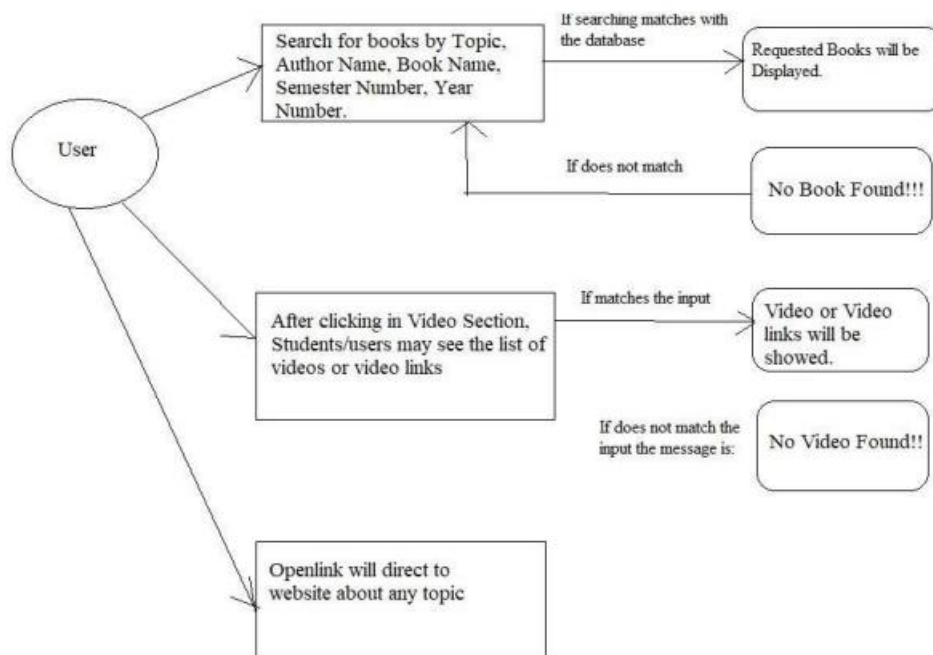 User
Search for books by Topic,
Author Name, Book Name,
Semester Number, Year
Number.
If searching matches with
the database
Requested Books will be
Displayed.
If does not match
No Book Found!!!
After clicking in Video Section,
Students/users may see the list of
videos or video links
If matches the input
Video or Video
links will be
showed.
If does not match the
input the message is:
No Video Found!!
Openlink will direct to
website about any topic